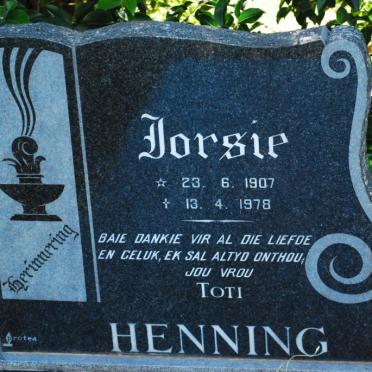 Jorsie
☆ 23. 6. 1907
† 13. 4. 1978
BAIE DANKIE VIR AL DIE LIEFDE
EN GELUK, EK SAL ALTYD ONTHOU,
JOU VROU
TOTI
HENNING
Herinnering
Protea